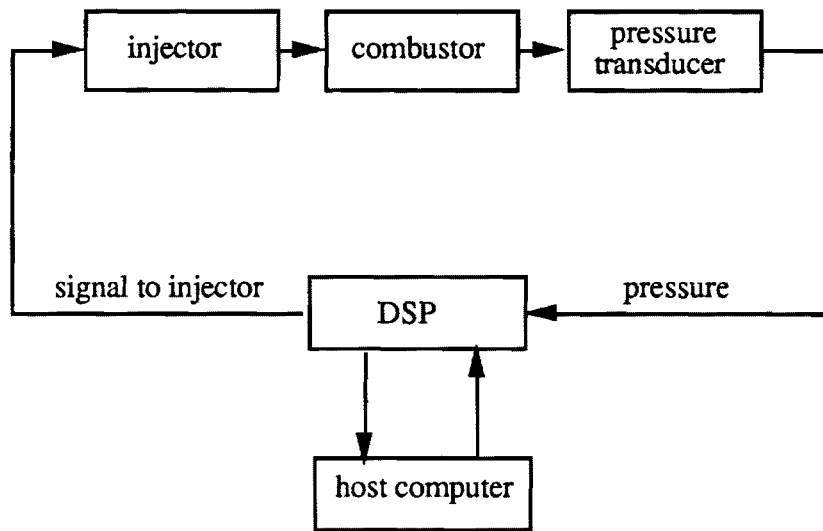 injector
combustor
pressure
transducer
signal to injector
DSP
pressure
host computer